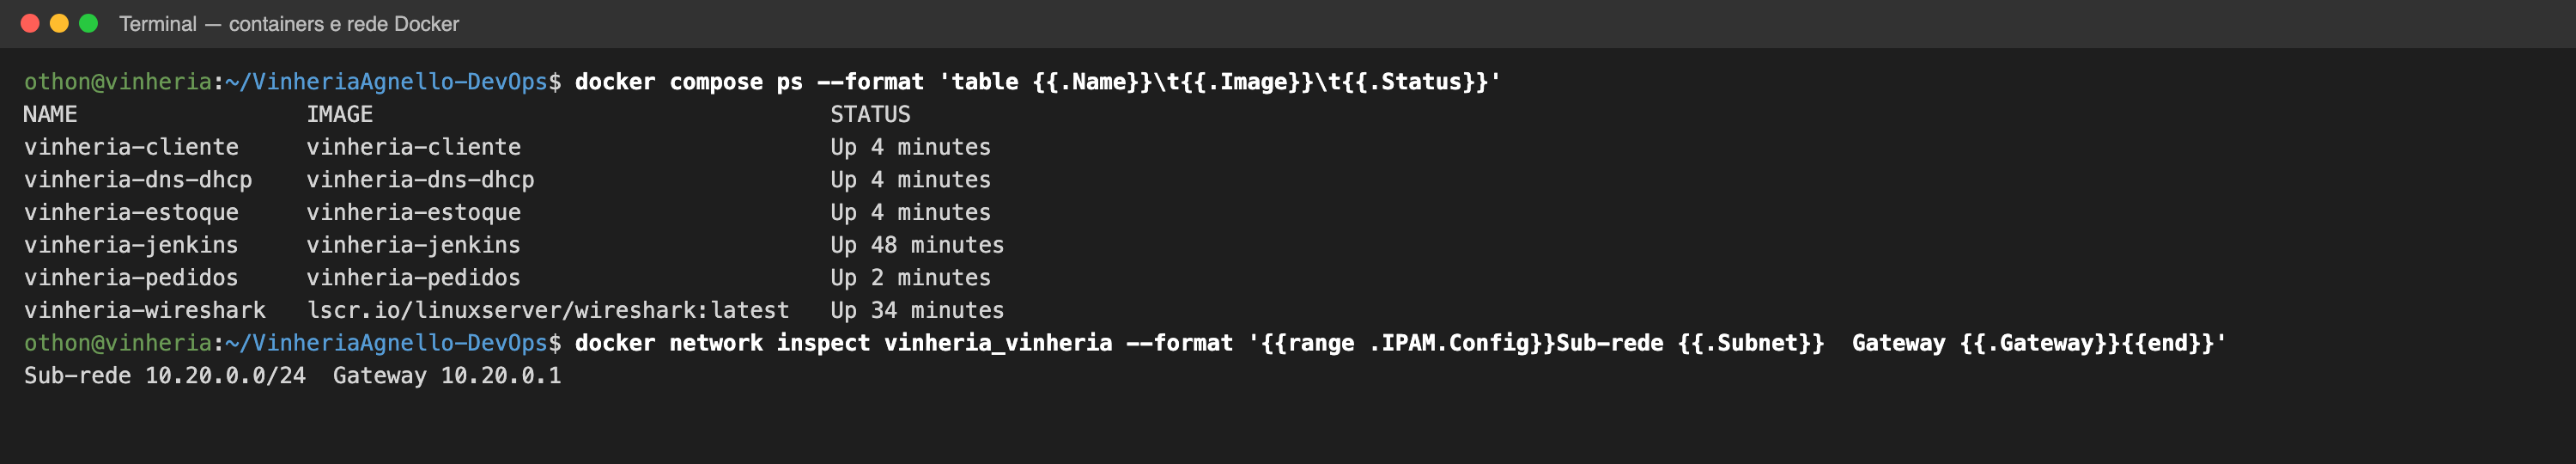 Terminal — containers e rede Docker
othon@vinheria:~/VinheriaAgnello-DevOps$ docker compose ps --format 'table {{.Name}}\t{{.Image}}\t{{.Status}}'
NAME IMAGE STATUS
vinheria-cliente vinheria-cliente Up 4 minutes
vinheria-dns-dhcp vinheria-dns-dhcp Up 4 minutes
vinheria-estoque vinheria-estoque Up 4 minutes
vinheria-jenkins vinheria-jenkins Up 48 minutes
vinheria-pedidos vinheria-pedidos Up 2 minutes
vinheria-wireshark lscr.io/linuxserver/wireshark:latest Up 34 minutes
othon@vinheria:~/VinheriaAgnello-DevOps$ docker network inspect vinheria_vinheria --format '{{range .IPAM.Config}}Sub-rede {{.Subnet}}  Gateway {{.Gateway}}{{end}}'
Sub-rede 10.20.0.0/24  Gateway 10.20.0.1